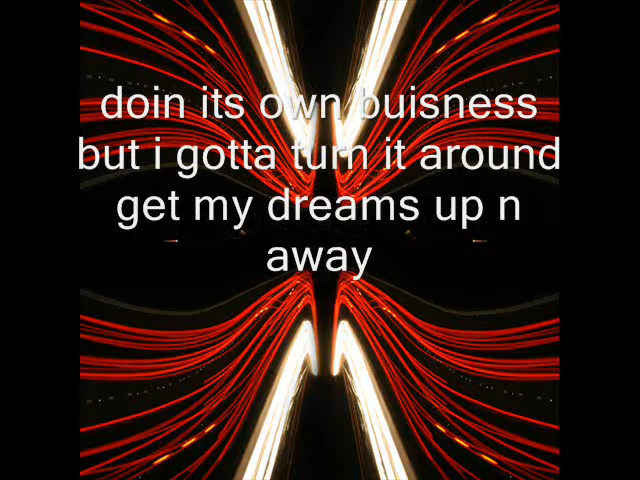 doin its own buisness
but i gotta turn it around
get my dreams up n
away